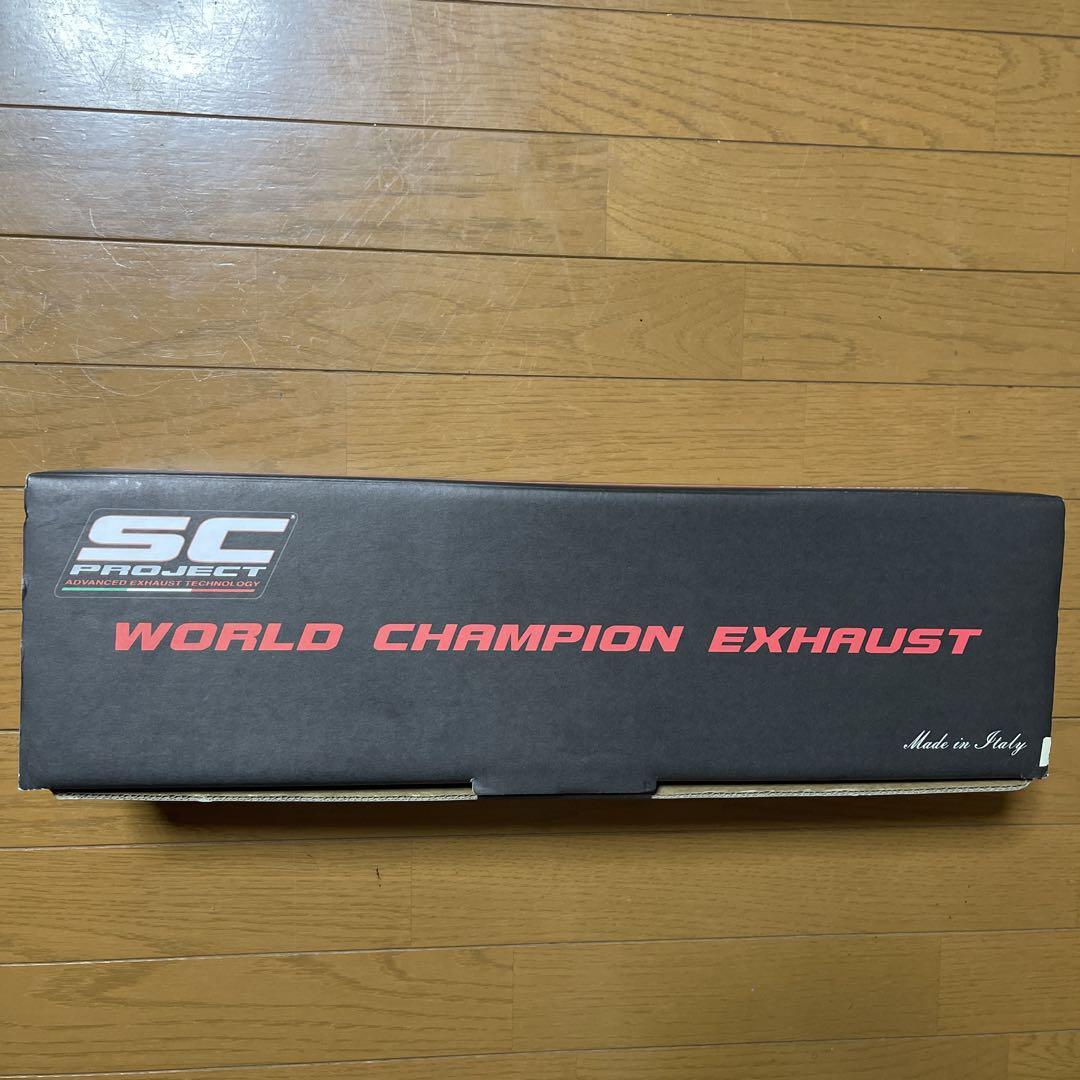 SC
PROJECT
ADVANCED EXHAUST TECHNOLOGY
WORLD CHAMPION EXHAUST
Made in Italy